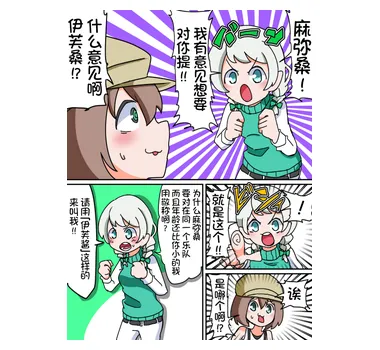 麻弥桑！
我有意见想要
对你提！！
バーン
什么意见啊
伊芙桑!?
就是这个!!
诶
是哪个啊!?
为什么麻弥桑
要对在同一个乐队
而且年龄还比你小的我
用敬称啊？
请用「伊芙酱」这样的
来叫我!!